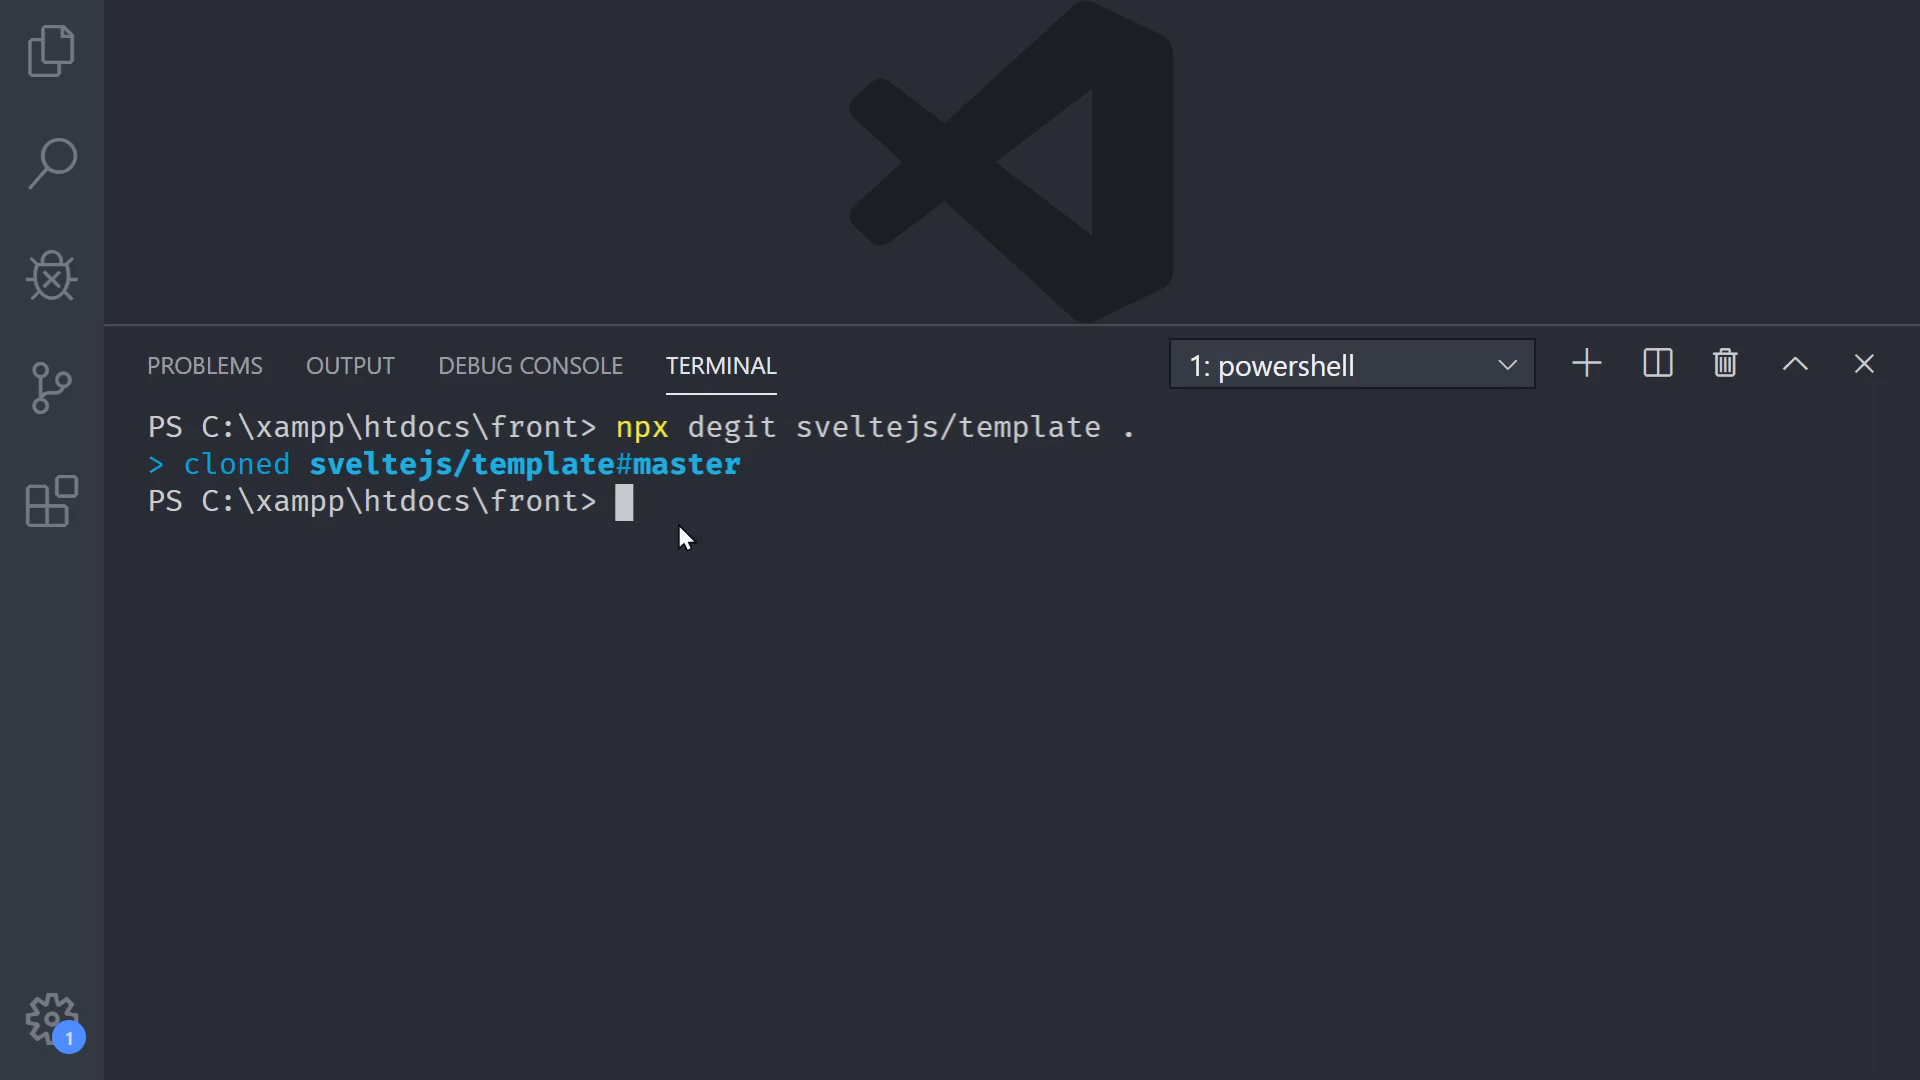 PROBLEMS OUTPUT DEBUG CONSOLE TERMINAL 1: powershell
PS C:\xampp\htdocs\front> npx degit sveltejs/template .
> cloned sveltejs/template#master
PS C:\xampp\htdocs\front>
1